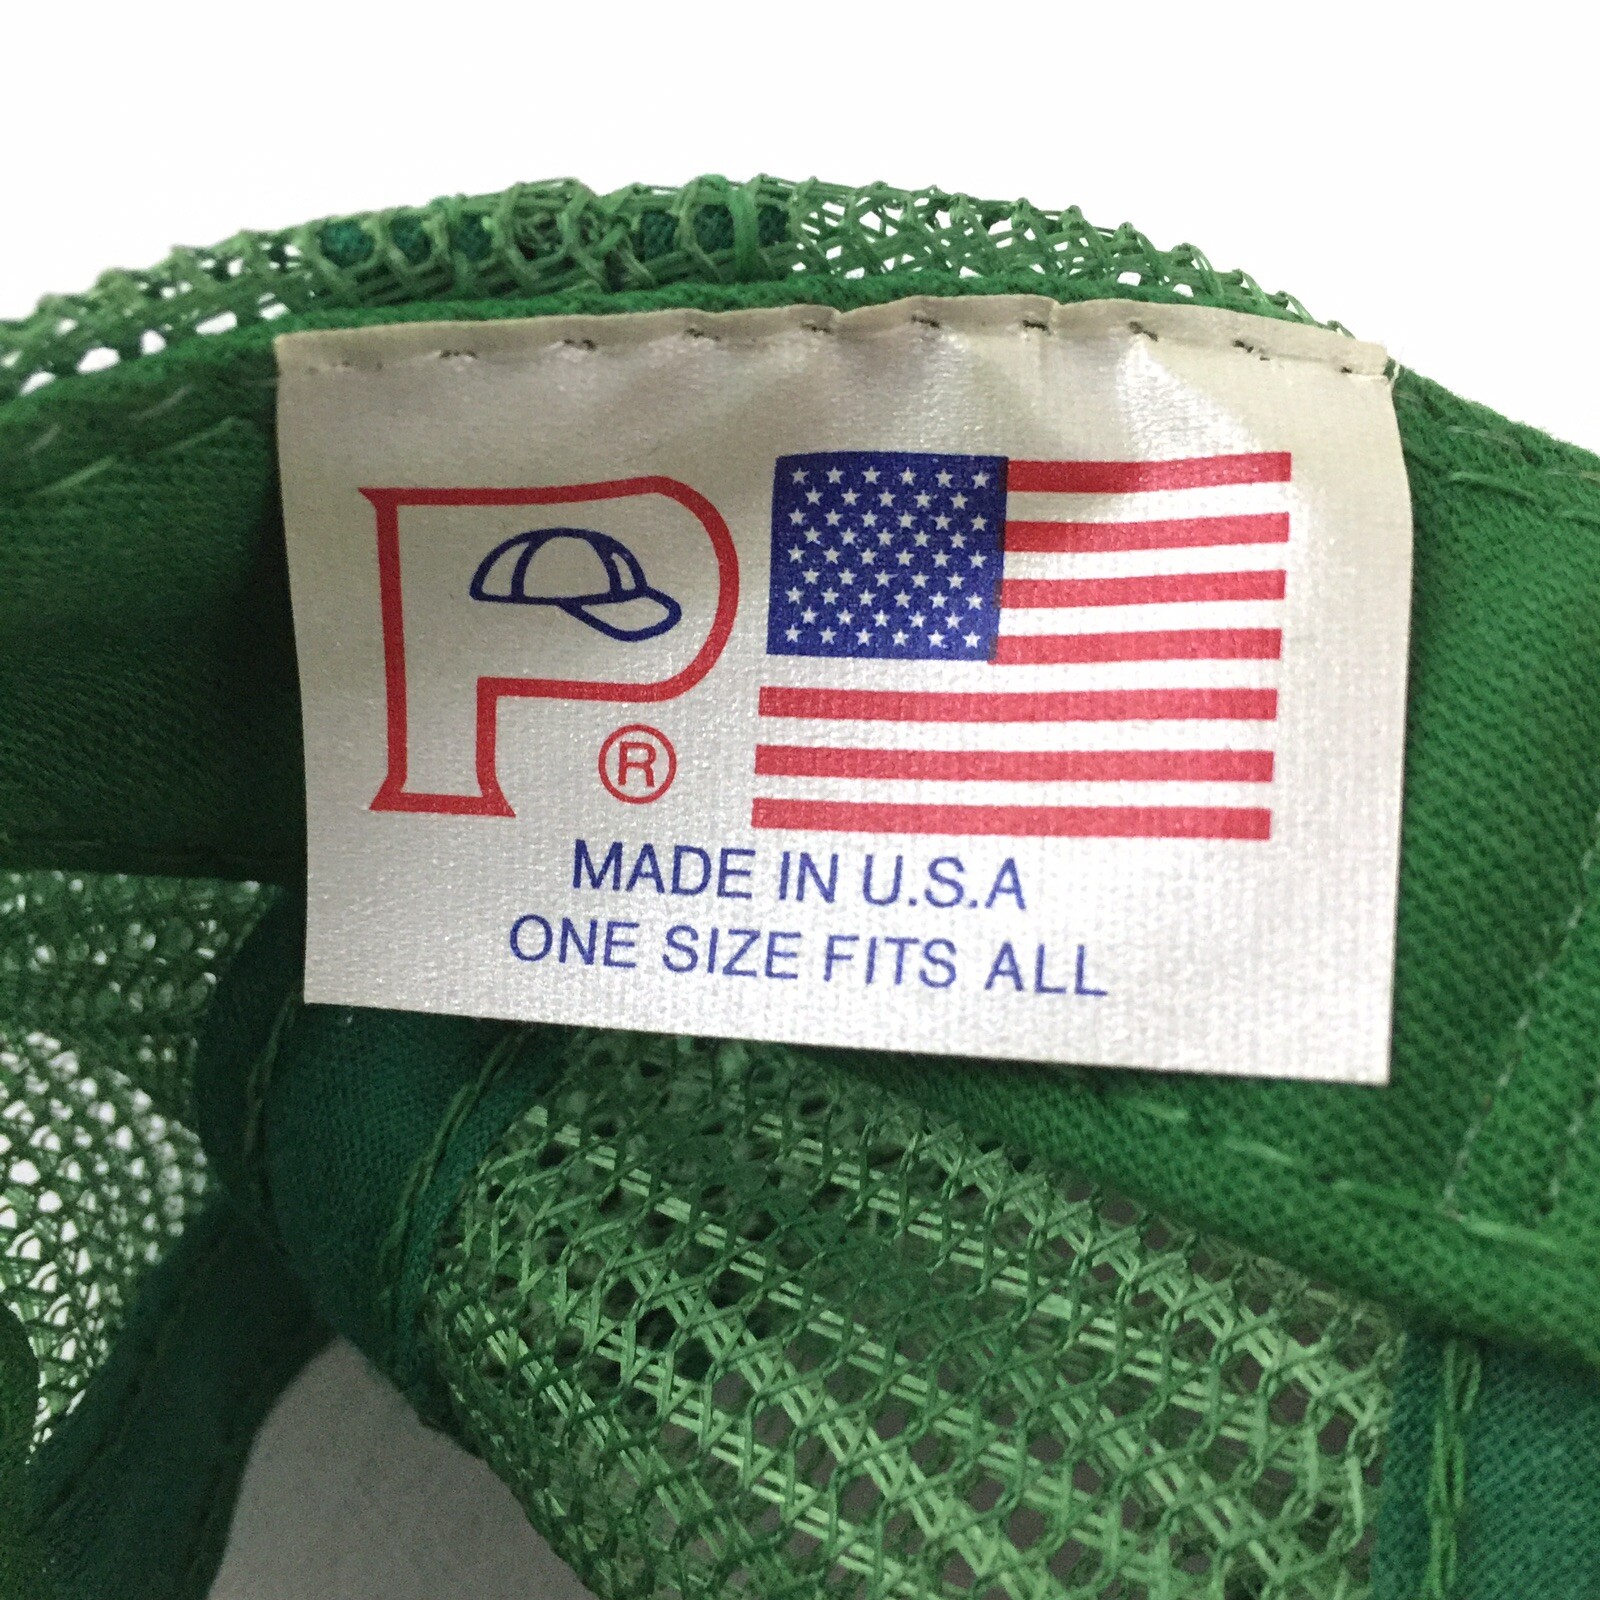 P
®
MADE IN U.S.A
ONE SIZE FITS ALL